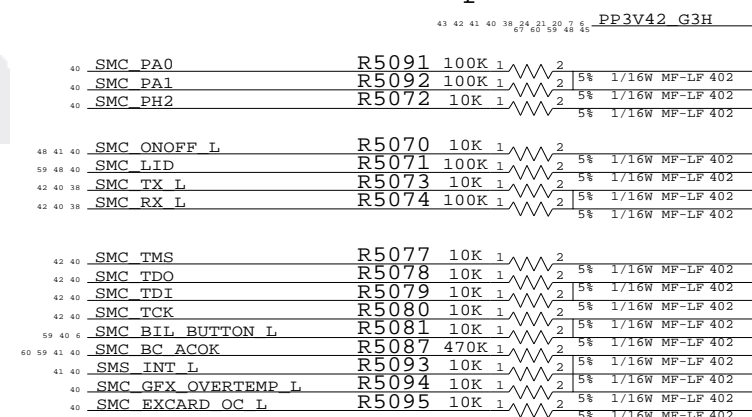 43 42 41 40 38 24 21 20 7 6 PP3V42_G3H
67 60 59 48 45
40 SMC_PA0 R5091 100K 1 2
5% 1/16W MF-LF 402
40 SMC_PA1 R5092 100K 1 2
5% 1/16W MF-LF 402
40 SMC_PH2 R5072 10K 1 2
5% 1/16W MF-LF 402
48 41 40 SMC_ONOFF_L R5070 10K 1 2
5% 1/16W MF-LF 402
59 48 40 SMC_LID R5071 100K 1 2
5% 1/16W MF-LF 402
42 40 38 SMC_TX_L R5073 10K 1 2
5% 1/16W MF-LF 402
42 40 38 SMC_RX_L R5074 100K 1 2
5% 1/16W MF-LF 402
42 40 SMC_TMS R5077 10K 1 2
5% 1/16W MF-LF 402
42 40 SMC_TDO R5078 10K 1 2
5% 1/16W MF-LF 402
42 40 SMC_TDI R5079 10K 1 2
5% 1/16W MF-LF 402
42 40 SMC_TCK R5080 10K 1 2
5% 1/16W MF-LF 402
59 40 6 SMC_BIL_BUTTON_L R5081 10K 1 2
5% 1/16W MF-LF 402
60 59 41 40 SMC_BC_ACOK R5087 470K 1 2
5% 1/16W MF-LF 402
41 40 SMS_INT_L R5093 10K 1 2
5% 1/16W MF-LF 402
40 SMC_GFX_OVERTEMP_L R5094 10K 1 2
5% 1/16W MF-LF 402
40 SMC_EXCARD_OC_L R5095 10K 1 2
5% 1/16W MF-LF 402